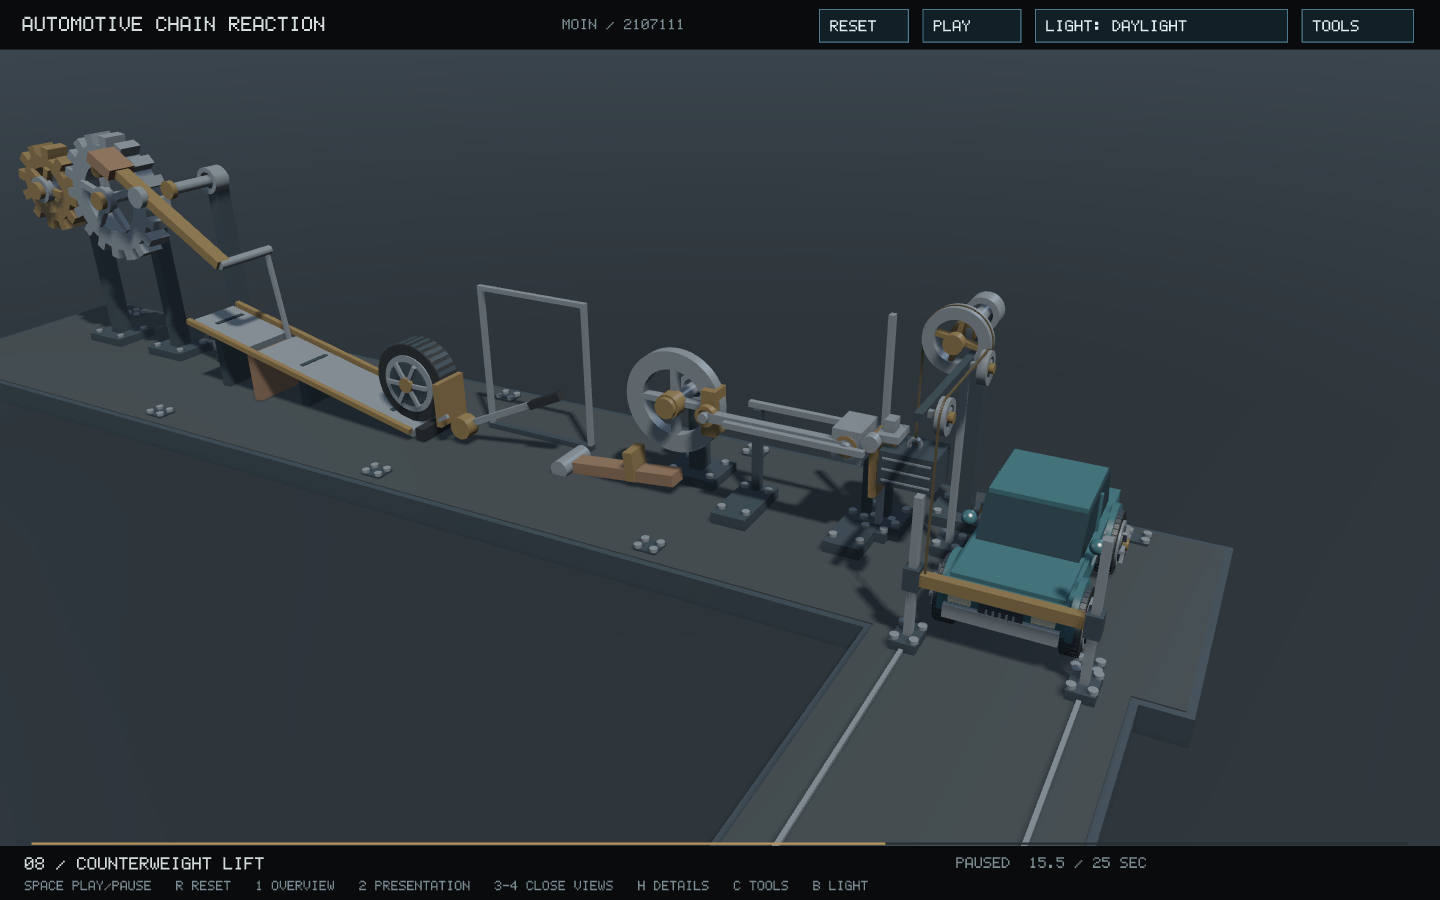 AUTOMOTIVE CHAIN REACTION
MOIN / 2107111
RESET
PLAY
LIGHT: DAYLIGHT
TOOLS
08 / COUNTERWEIGHT LIFT
PAUSED 15.5 / 25 SEC
SPACE PLAY/PAUSE R RESET 1 OVERVIEW 2 PRESENTATION 3-4 CLOSE VIEWS H DETAILS C TOOLS B LIGHT